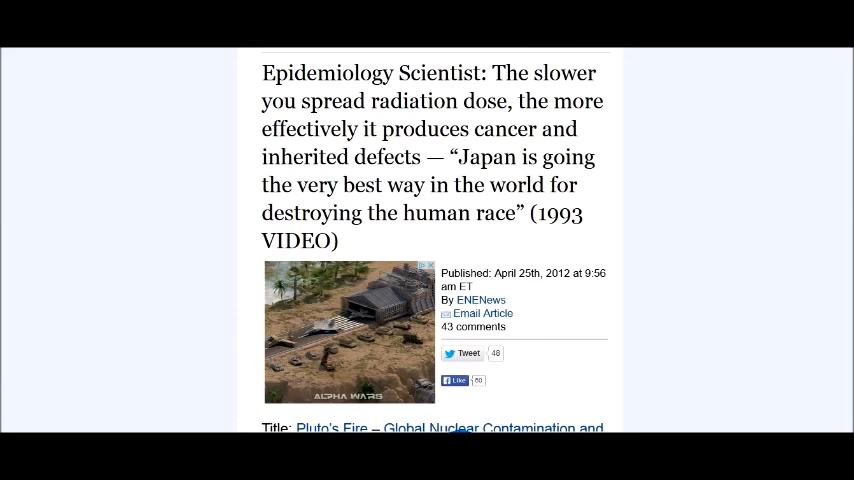 Epidemiology Scientist: The slower
you spread radiation dose, the more
effectively it produces cancer and
inherited defects — “Japan is going
the very best way in the world for
destroying the human race” (1993
VIDEO)
ALPHA WARS
Published: April 25th, 2012 at 9:56
am ET
By ENENews
Email Article
43 comments
Tweet 48
Like 60
Title: Pluto’s Fire – Global Nuclear Contamination and